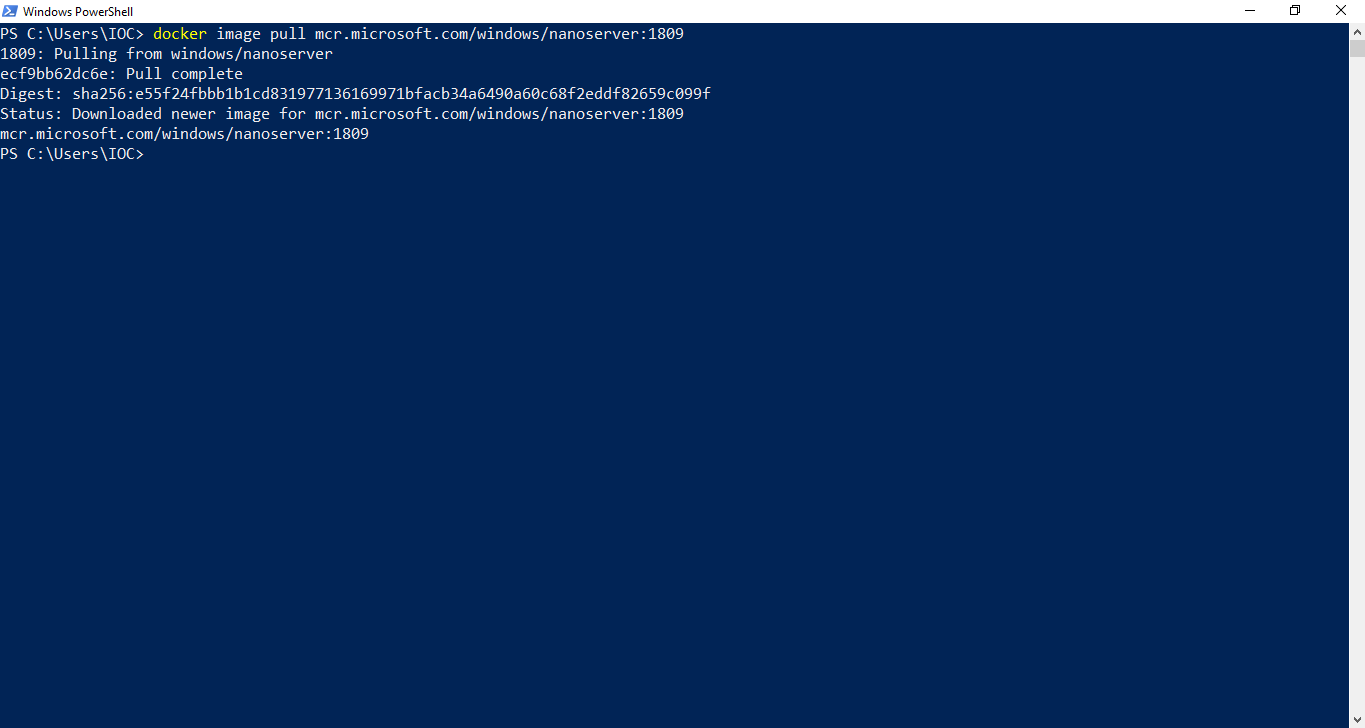 Windows PowerShell
PS C:\Users\IOC> docker image pull mcr.microsoft.com/windows/nanoserver:1809
1809: Pulling from windows/nanoserver
ecf9bb62dc6e: Pull complete
Digest: sha256:e55f24fbbb1b1cd831977136169971bfacb34a6490a60c68f2eddf82659c099f
Status: Downloaded newer image for mcr.microsoft.com/windows/nanoserver:1809
mcr.microsoft.com/windows/nanoserver:1809
PS C:\Users\IOC>